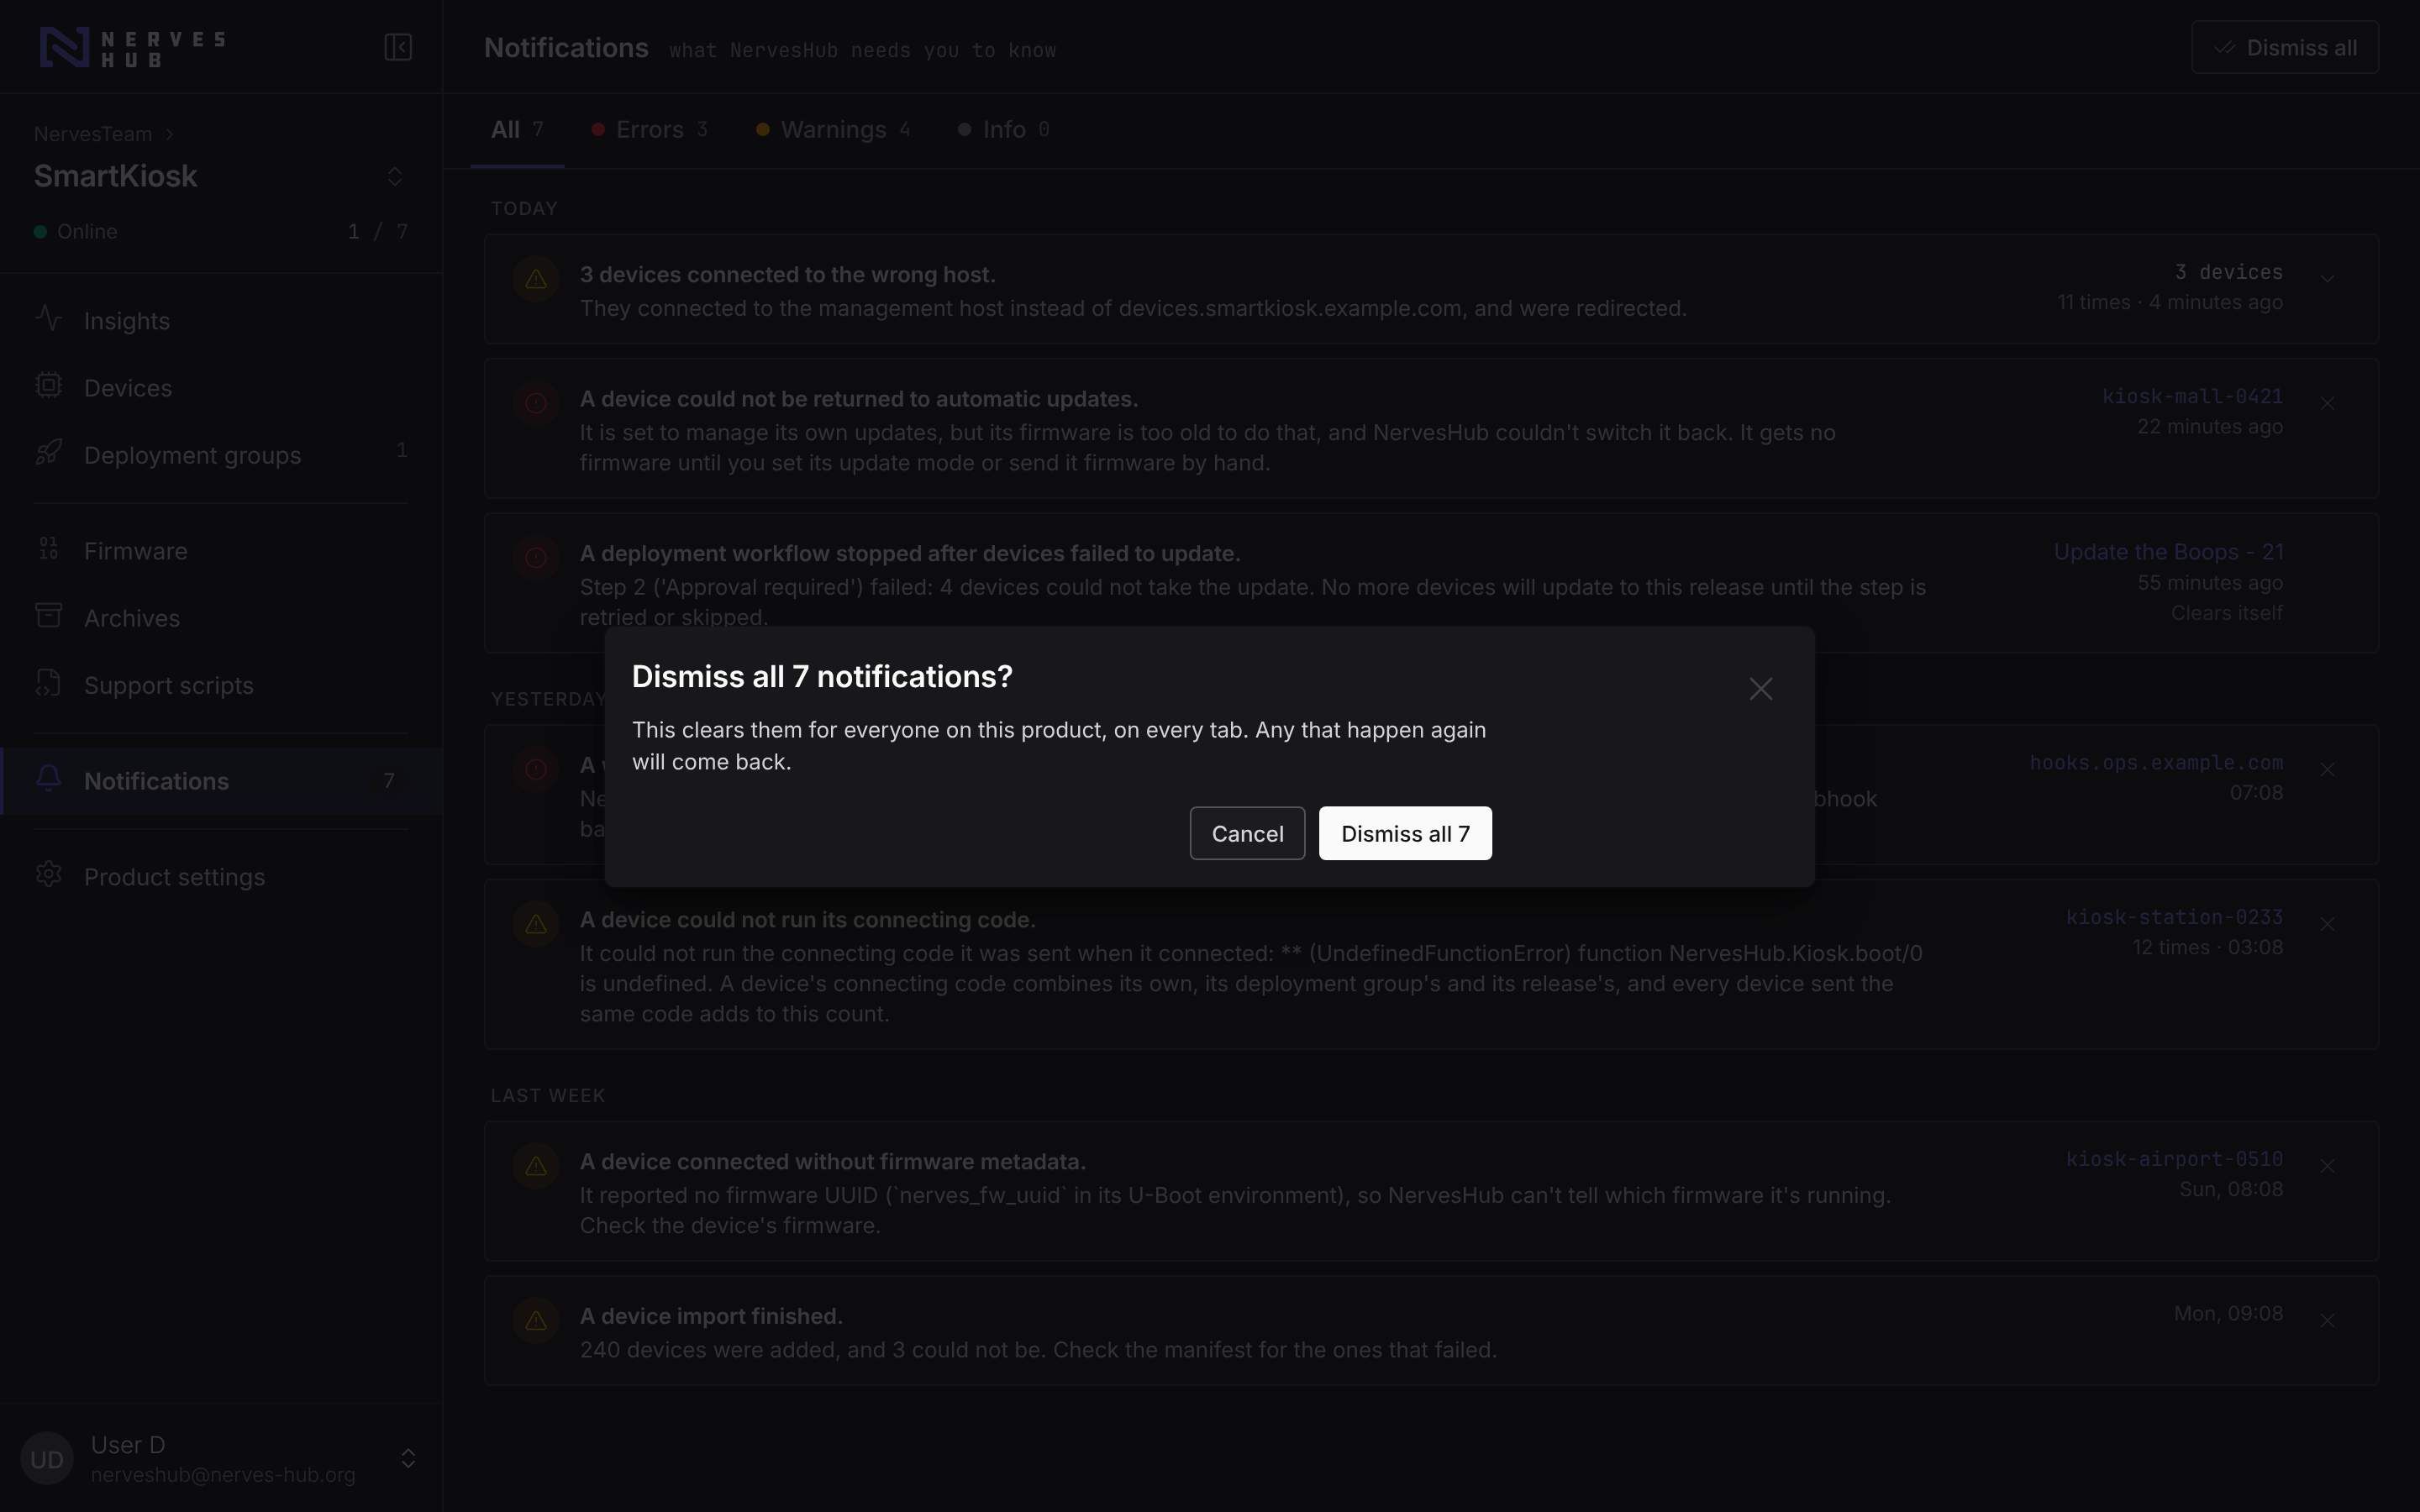 NERVES
HUB
NervesTeam
SmartKiosk
Online 1 / 7
Insights
Devices
Deployment groups 1
Firmware
Archives
Support scripts
Notifications 7
Product settings
UD
User D
nerveshub@nerves-hub.org
Notifications what NervesHub needs you to know
Dismiss all
All 7 Errors 3 Warnings 4 Info 0
TODAY
3 devices connected to the wrong host.
They connected to the management host instead of devices.smartkiosk.example.com, and were redirected.
3 devices
11 times · 4 minutes ago
A device could not be returned to automatic updates.
It is set to manage its own updates, but its firmware is too old to do that, and NervesHub couldn't switch it back. It gets no
firmware until you set its update mode or send it firmware by hand.
kiosk-mall-0421
22 minutes ago
A deployment workflow stopped after devices failed to update.
Step 2 ('Approval required') failed: 4 devices could not take the update. No more devices will update to this release until the step is
retried or skipped.
Update the Boops - 21
55 minutes ago
Clears itself
Dismiss all 7 notifications?
This clears them for everyone on this product, on every tab. Any that happen again
will come back.
Cancel
Dismiss all 7
YESTERDAY
A
hooks.ops.example.com
07:08
A device could not run its connecting code.
It could not run the connecting code it was sent when it connected: ** (UndefinedFunctionError) function NervesHub.Kiosk.boot/0
is undefined. A device's connecting code combines its own, its deployment group's and its release's, and every device sent the
same code adds to this count.
kiosk-station-0233
12 times · 03:08
LAST WEEK
A device connected without firmware metadata.
It reported no firmware UUID (`nerves_fw_uuid` in its U-Boot environment), so NervesHub can't tell which firmware it's running.
Check the device's firmware.
kiosk-airport-0510
Sun, 08:08
A device import finished.
240 devices were added, and 3 could not be. Check the manifest for the ones that failed.
Mon, 09:08